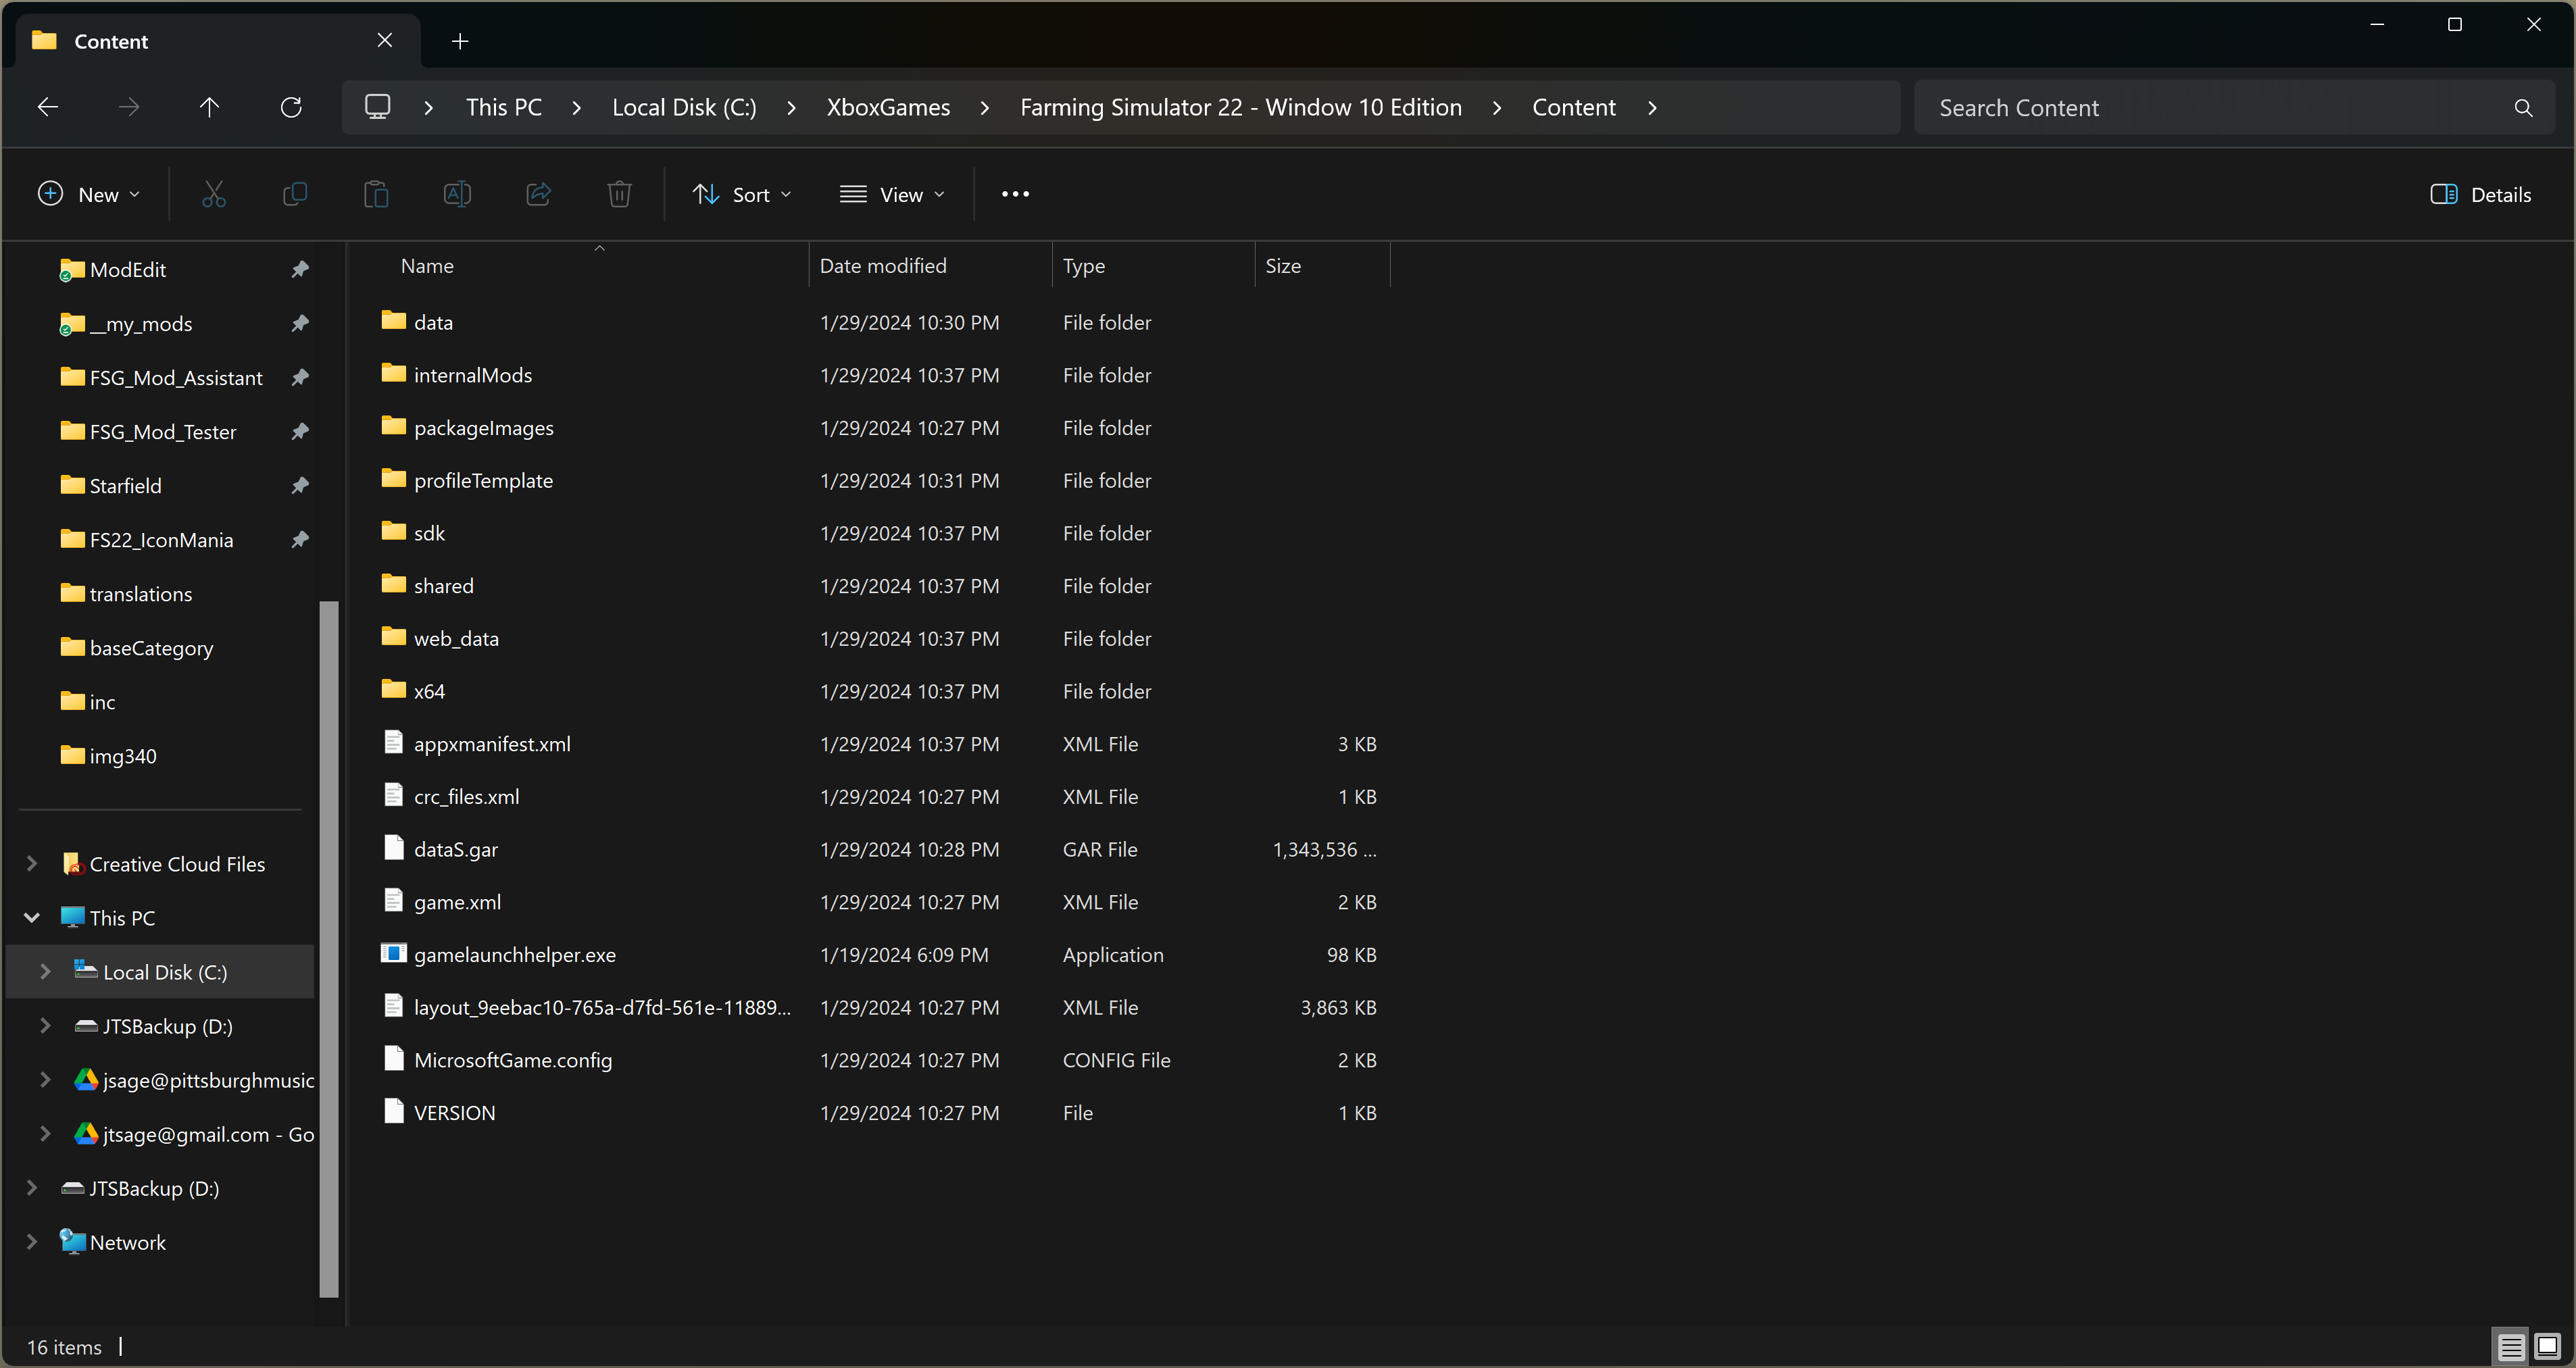 Content
This PC Local Disk (C:) XboxGames Farming Simulator 22 - Window 10 Edition Content
Search Content
New Sort View Details
ModEdit
__my_mods
FSG_Mod_Assistant
FSG_Mod_Tester
Starfield
FS22_IconMania
translations
baseCategory
inc
img340
Creative Cloud Files
This PC
Local Disk (C:)
JTSBackup (D:)
jsage@pittsburghmusic
jtsage@gmail.com - Go
JTSBackup (D:)
Network
Name Date modified Type Size
data 1/29/2024 10:30 PM File folder
internalMods 1/29/2024 10:37 PM File folder
packageImages 1/29/2024 10:27 PM File folder
profileTemplate 1/29/2024 10:31 PM File folder
sdk 1/29/2024 10:37 PM File folder
shared 1/29/2024 10:37 PM File folder
web_data 1/29/2024 10:37 PM File folder
x64 1/29/2024 10:37 PM File folder
appxmanifest.xml 1/29/2024 10:37 PM XML File 3 KB
crc_files.xml 1/29/2024 10:27 PM XML File 1 KB
dataS.gar 1/29/2024 10:28 PM GAR File 1,343,536 ...
game.xml 1/29/2024 10:27 PM XML File 2 KB
gamelaunchhelper.exe 1/19/2024 6:09 PM Application 98 KB
layout_9eebac10-765a-d7fd-561e-11889... 1/29/2024 10:27 PM XML File 3,863 KB
MicrosoftGame.config 1/29/2024 10:27 PM CONFIG File 2 KB
VERSION 1/29/2024 10:27 PM File 1 KB
16 items